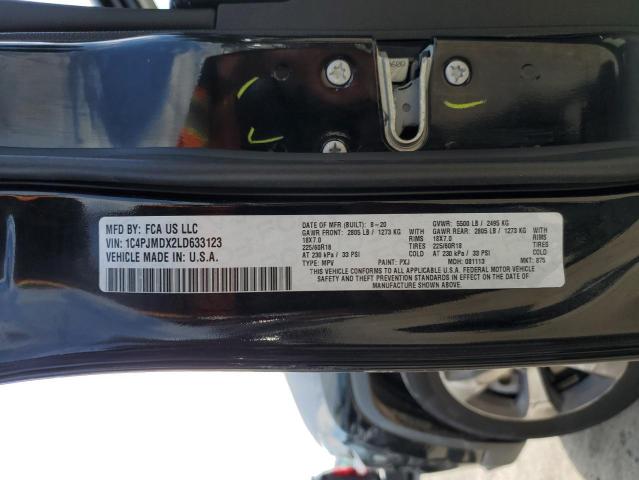 MFD BY: FCA US LLC
VIN: 1C4PJMDX2LD633123
VEHICLE MADE IN: U.S.A.
DATE OF MFR (BUILT): 8-20 GVWR: 5500 LB / 2495 KG
GAWR FRONT: 2805 LB / 1273 KG GAWR REAR: 2805 LB / 1273 KG
18X7.0 RIMS 18X7.0 RIMS
225/60R18 TIRES 225/60R18 TIRES
AT 230 kPa / 33 PSI COLD AT 230 kPa / 33 PSI COLD
TYPE: MPV PAINT: PXJ MDH: 081113 MKT: 875
THIS VEHICLE CONFORMS TO ALL APPLICABLE U.S.A. FEDERAL MOTOR VEHICLE
SAFETY AND THEFT PREVENTION STANDARDS IN EFFECT ON THE DATE OF
MANUFACTURE SHOWN ABOVE.